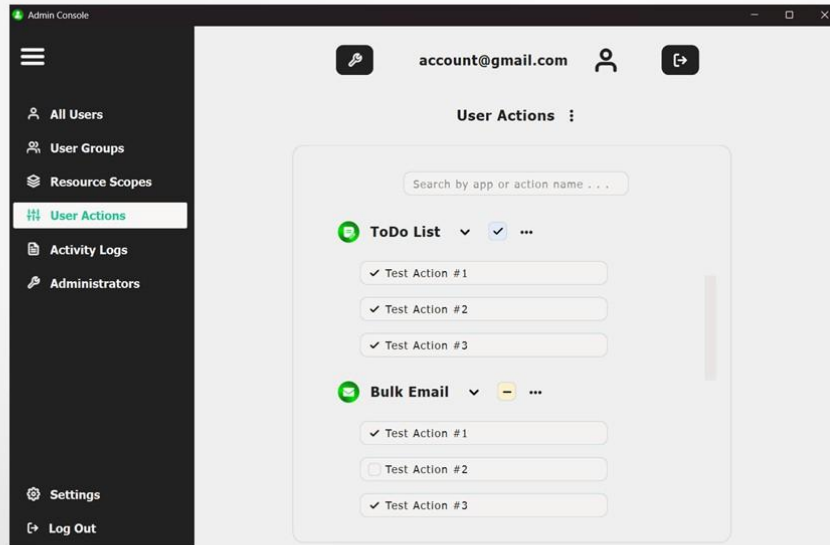 Admin Console
account@gmail.com
All Users
User Groups
Resource Scopes
User Actions
Activity Logs
Administrators
Settings
Log Out
User Actions
Search by app or action name . . .
ToDo List
Test Action #1
Test Action #2
Test Action #3
Bulk Email
Test Action #1
Test Action #2
Test Action #3